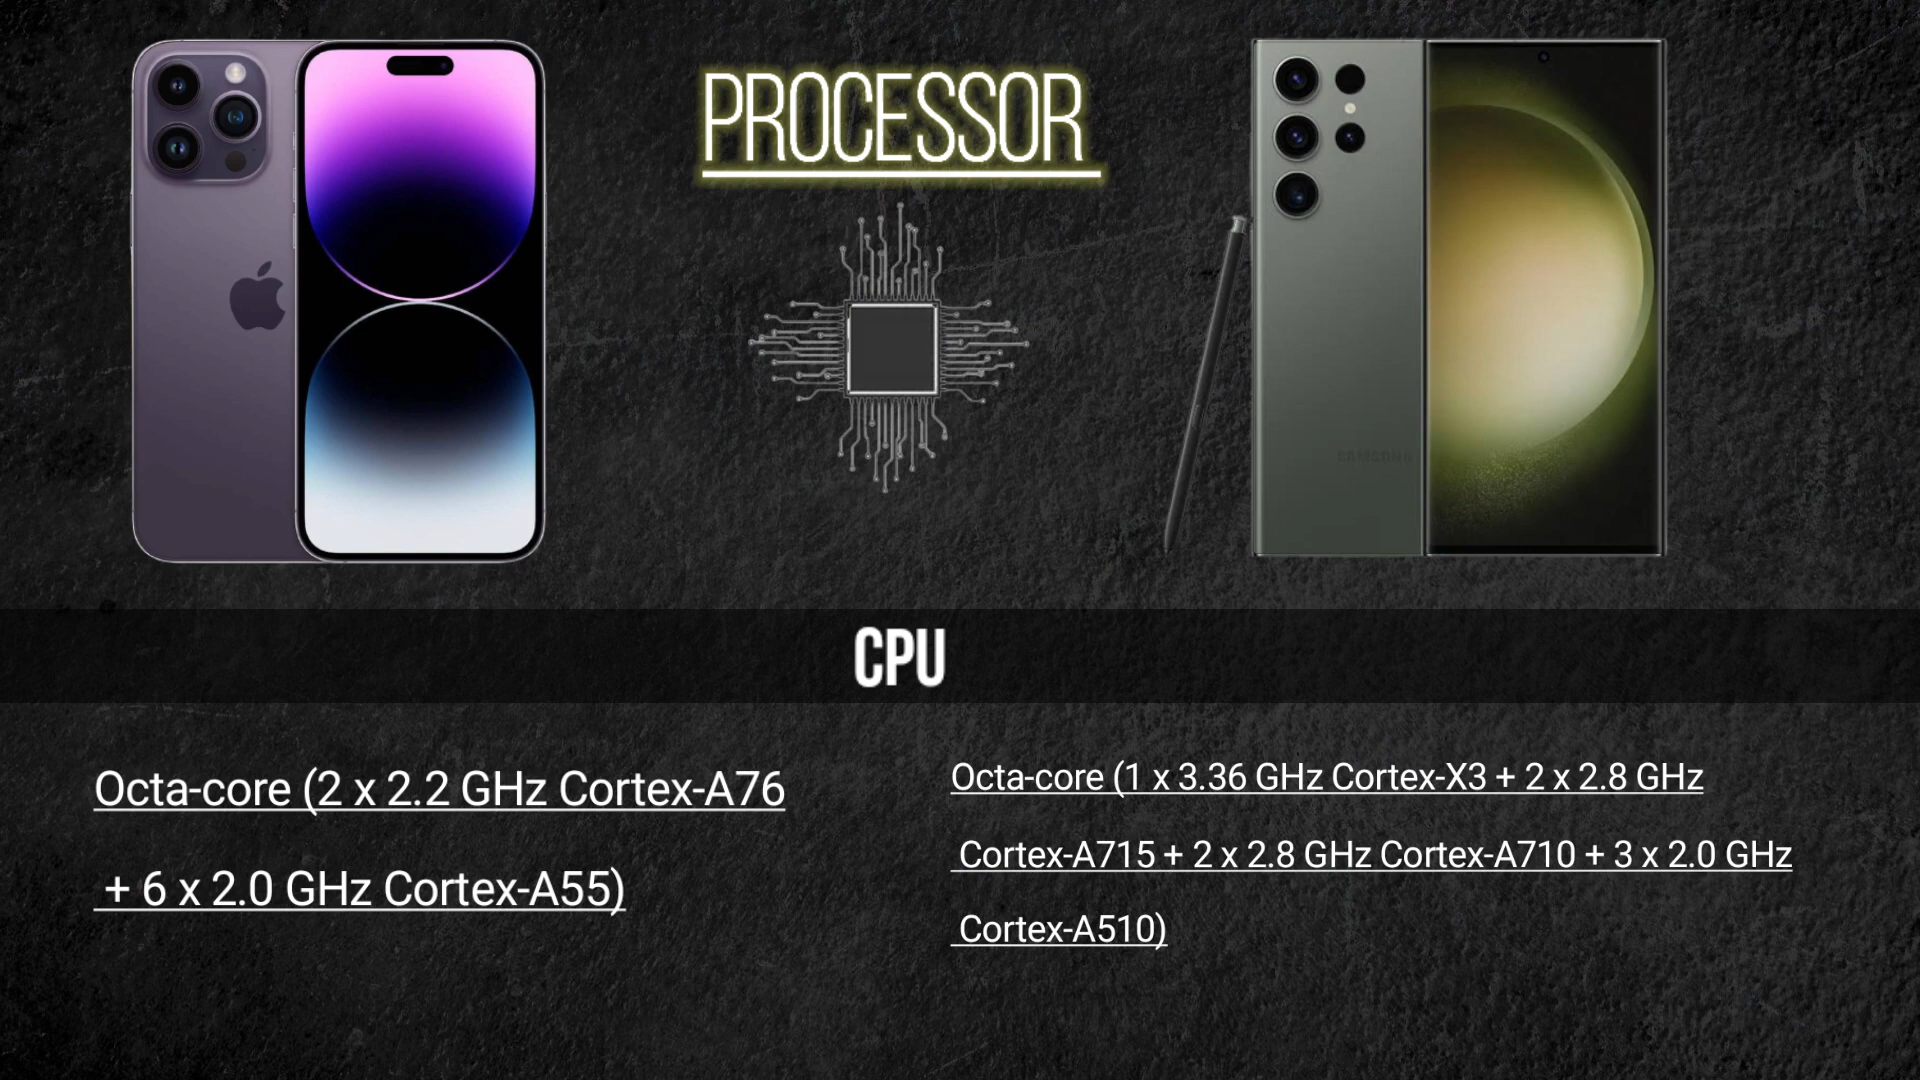 PROCESSOR
SAMSUNG
CPU
Octa-core (2 x 2.2 GHz Cortex-A76
+ 6 x 2.0 GHz Cortex-A55)
Octa-core (1 x 3.36 GHz Cortex-X3 + 2 x 2.8 GHz
Cortex-A715 + 2 x 2.8 GHz Cortex-A710 + 3 x 2.0 GHz
Cortex-A510)